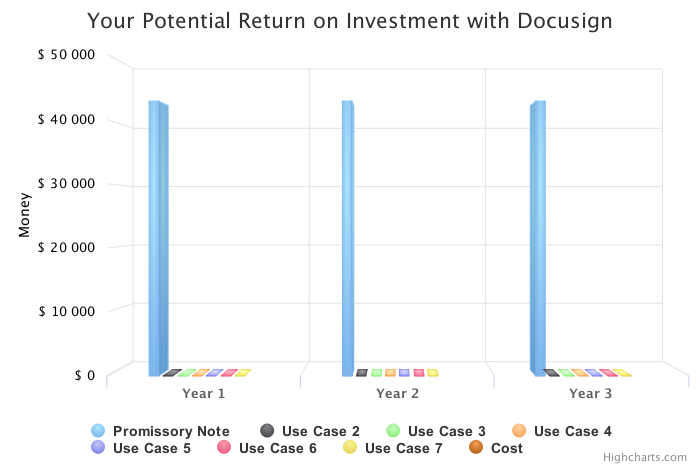 Your Potential Return on Investment with Docusign
$ 50 000
$ 40 000
$ 30 000
$ 20 000
$ 10 000
$ 0
Money
Year 1 Year 2 Year 3
Promissory Note Use Case 2 Use Case 3 Use Case 4
Use Case 5 Use Case 6 Use Case 7 Cost
Highcharts.com